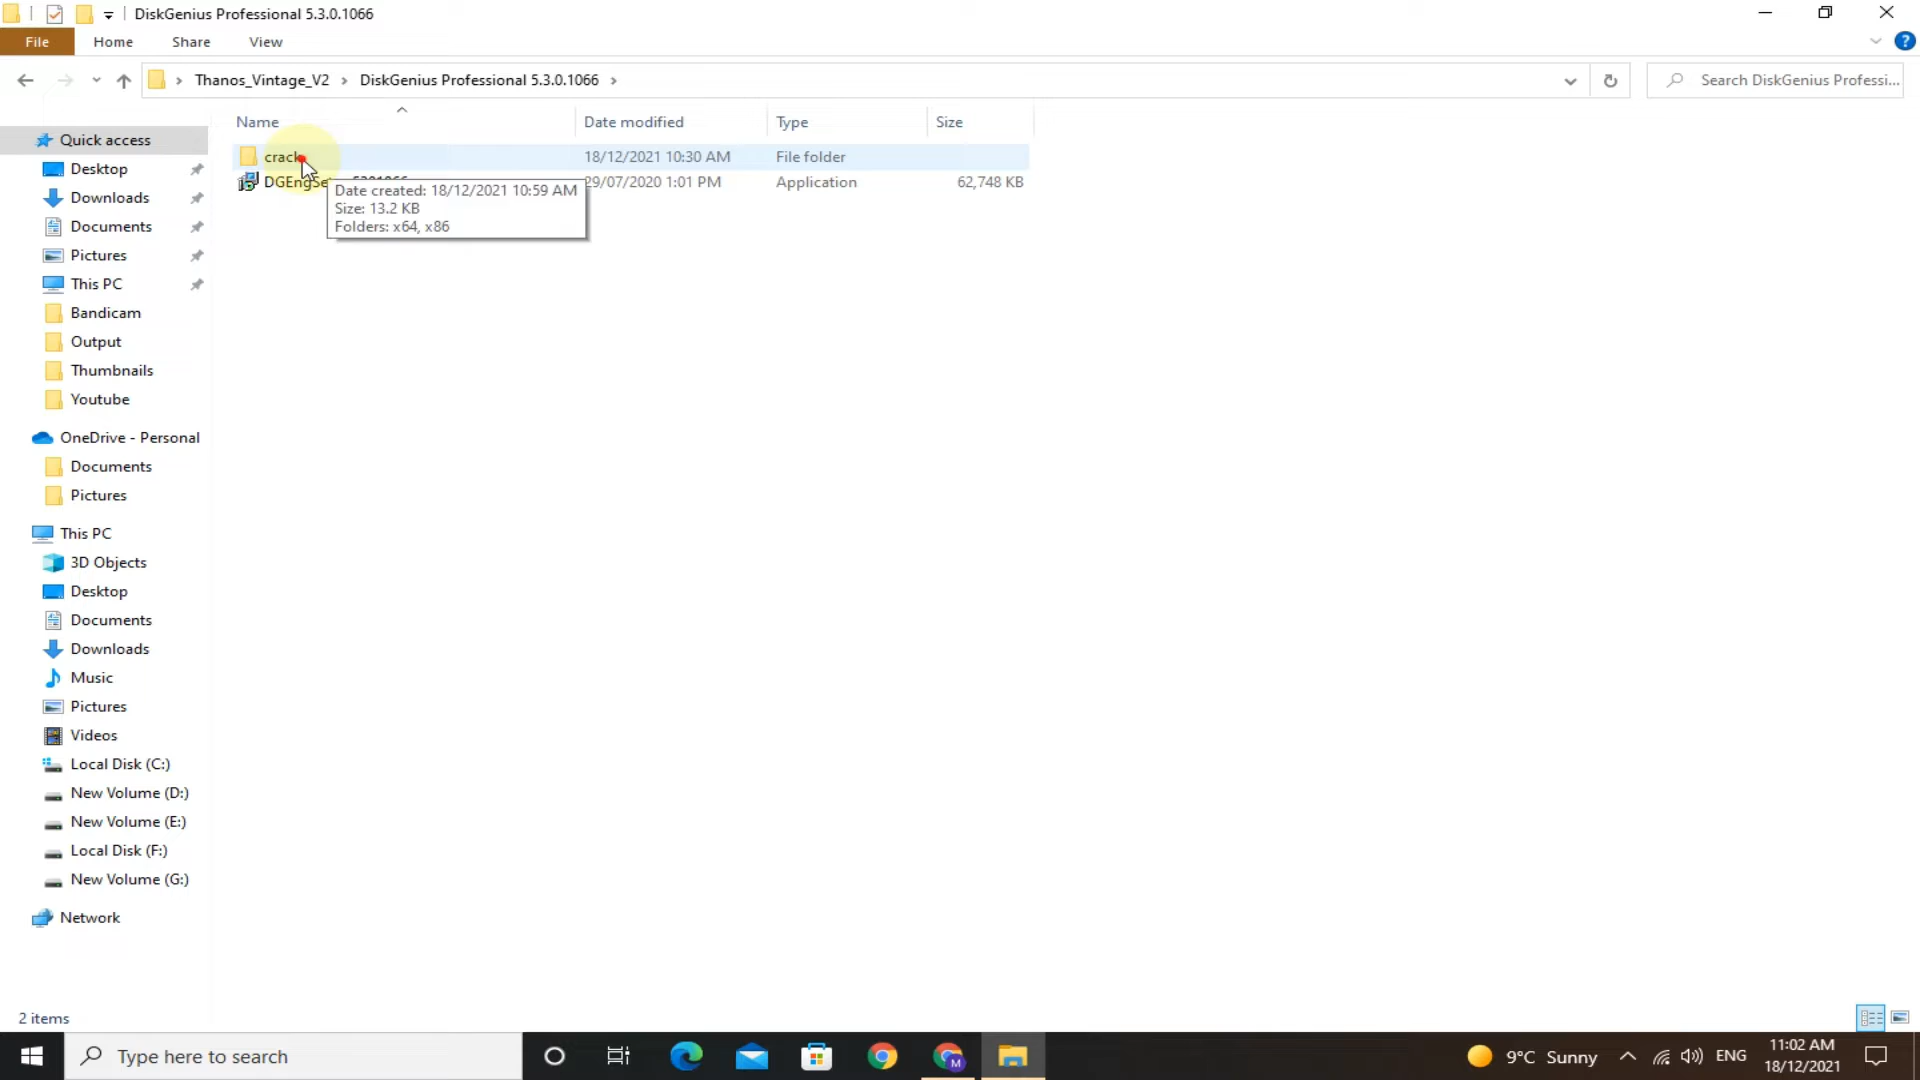 DiskGenius Professional 5.3.0.1066
File Home Share View
Thanos_Vintage_V2 DiskGenius Professional 5.3.0.1066
Search DiskGenius Professi...
Name Date modified Type Size
crack 18/12/2021 10:30 AM File folder
29/07/2020 1:01 PM Application 62,748 KB
Date created: 18/12/2021 10:59 AM
Size: 13.2 KB
Folders: x64, x86
Quick access
Desktop
Downloads
Documents
Pictures
This PC
Bandicam
Output
Thumbnails
Youtube
OneDrive - Personal
Documents
Pictures
This PC
3D Objects
Desktop
Documents
Downloads
Music
Pictures
Videos
Local Disk (C:)
New Volume (D:)
New Volume (E:)
Local Disk (F:)
New Volume (G:)
Network
2 items
Type here to search
9°C Sunny
ENG
11:02 AM
18/12/2021